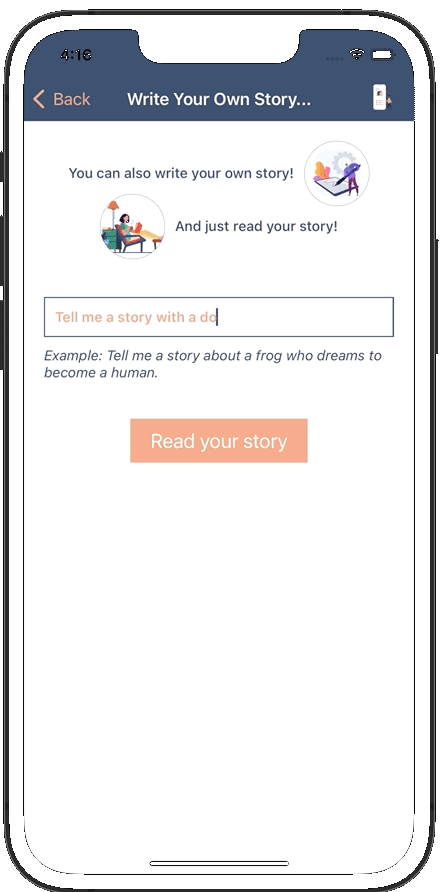 4:16
Back
Write Your Own Story...
You can also write your own story!
And just read your story!
Tell me a story with a do
Example: Tell me a story about a frog who dreams to
become a human.
Read your story